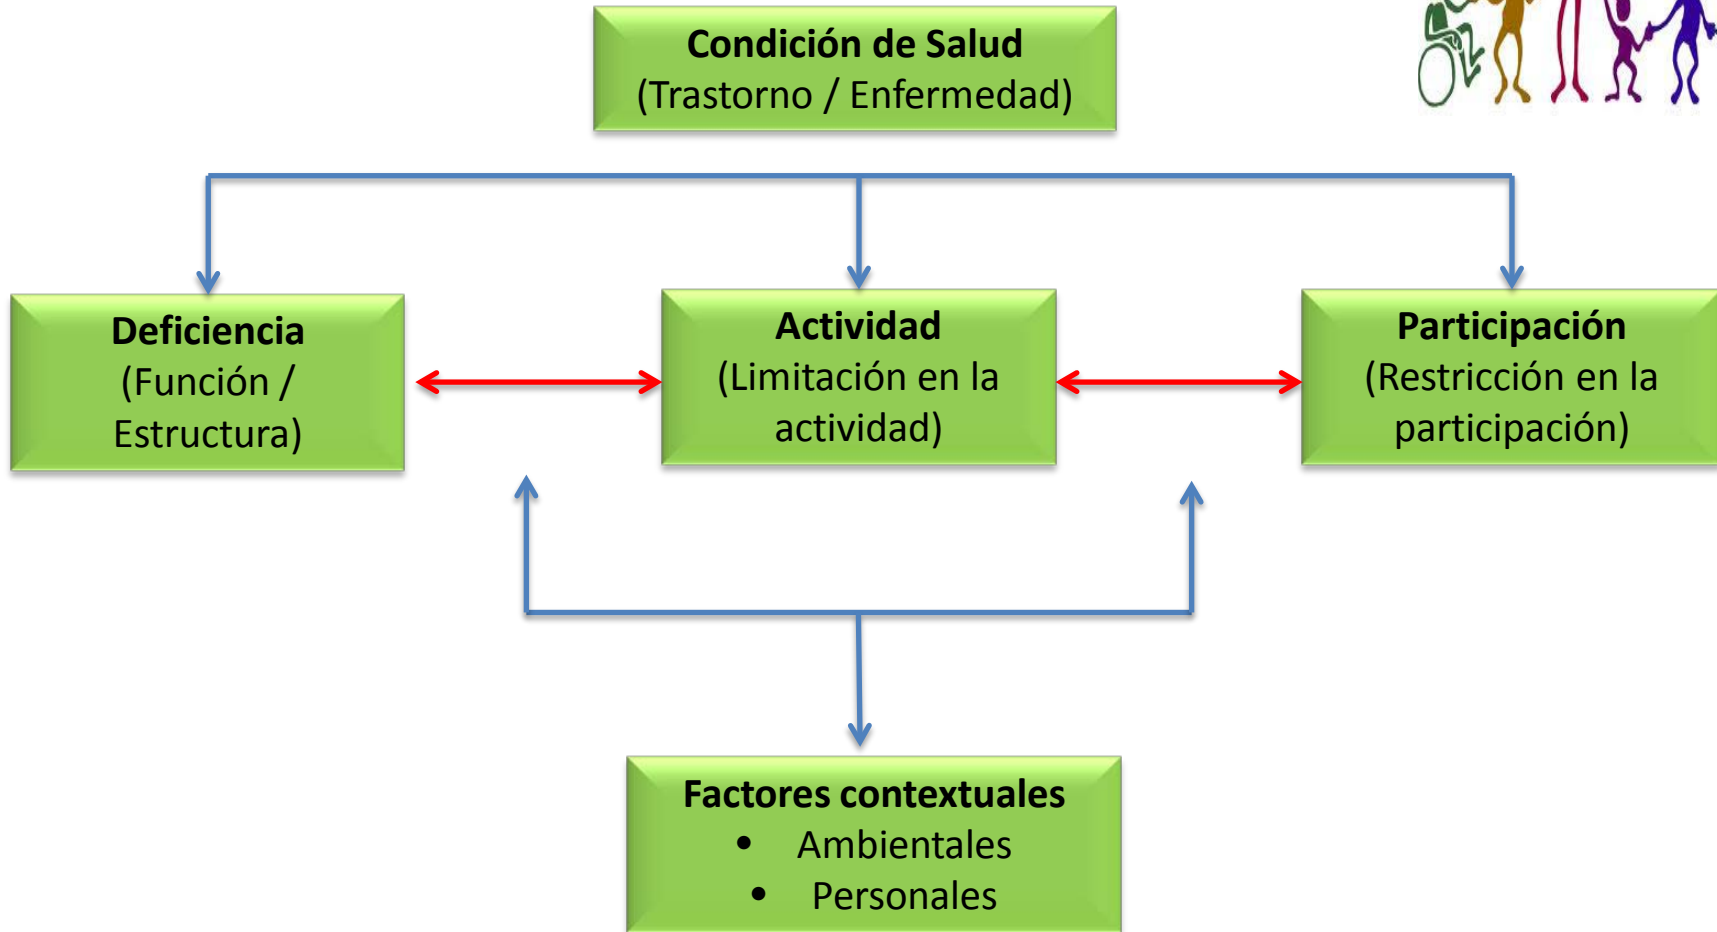 Condición de Salud
(Trastorno / Enfermedad)
Deficiencia
(Función /
Estructura)
Actividad
(Limitación en la
actividad)
Participación
(Restricción en la
participación)
Factores contextuales
• Ambientales
• Personales